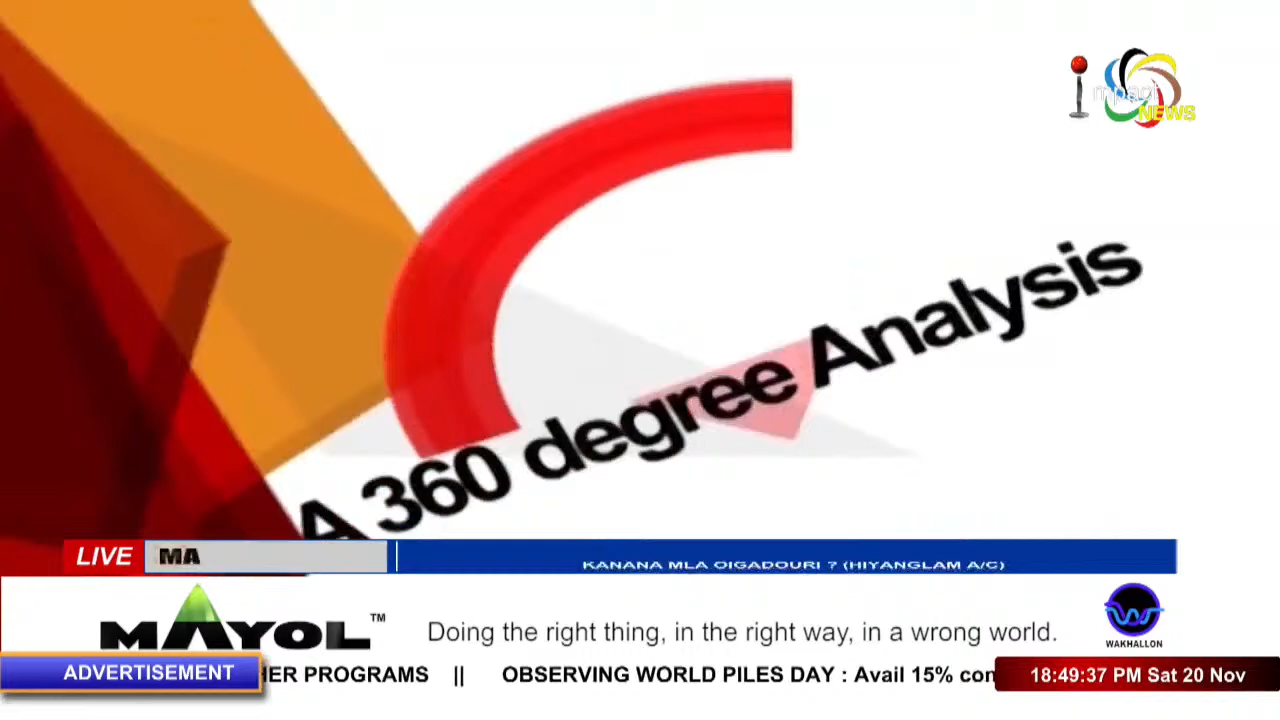 impact
NEWS
A 360 degree Analysis
LIVE MA KANANA MLA OIGADOURI ? (HIYANGLAM A/C)
MAYOL™ Doing the right thing, in the right way, in a wrong world.
WAKHALLON
ADVERTISEMENT HER PROGRAMS || OBSERVING WORLD PILES DAY : Avail 15% con 18:49:37 PM Sat 20 Nov